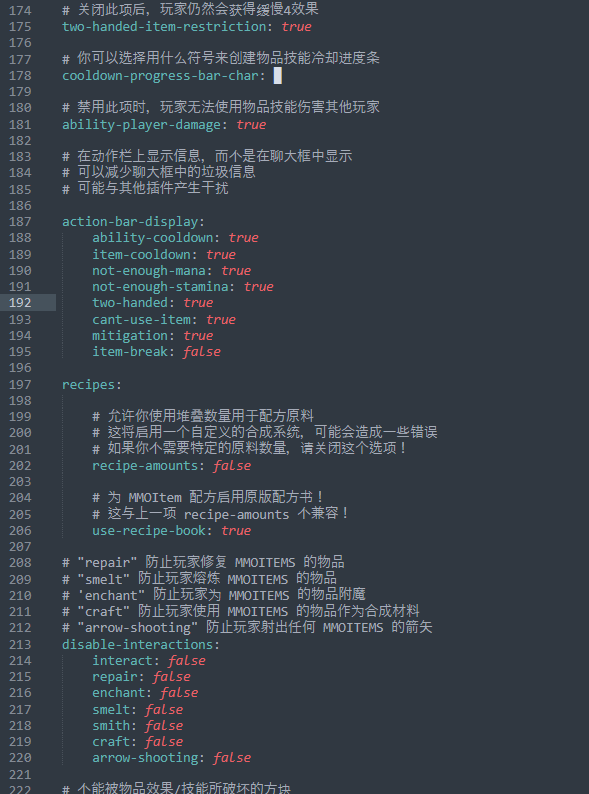 174 # 关闭此项后, 玩家仍然会获得缓慢4效果
175 two-handed-item-restriction: true
176
177 # 你可以选择用什么符号来创建物品技能冷却进度条
178 cooldown-progress-bar-char: █
179
180 # 禁用此项时, 玩家无法使用物品技能伤害其他玩家
181 ability-player-damage: true
182
183 # 在动作栏上显示信息, 而不是在聊天框中显示
184 # 可以减少聊天框中的垃圾信息
185 # 可能与其他插件产生干扰
186
187 action-bar-display:
188 ability-cooldown: true
189 item-cooldown: true
190 not-enough-mana: true
191 not-enough-stamina: true
192 two-handed: true
193 cant-use-item: true
194 mitigation: true
195 item-break: false
196
197 recipes:
198
199 # 允许你使用堆叠数量用于配方原料
200 # 这将启用一个自定义的合成系统, 可能会造成一些错误
201 # 如果你不需要特定的原料数量, 请关闭这个选项!
202 recipe-amounts: false
203
204 # 为 MMOItem 配方启用原版配方书!
205 # 这与上一项 recipe-amounts 不兼容!
206 use-recipe-book: true
207
208 # "repair" 防止玩家修复 MMOITEMS 的物品
209 # "smelt" 防止玩家熔炼 MMOITEMS 的物品
210 # 'enchant" 防止玩家为 MMOITEMS 的物品附魔
211 # "craft" 防止玩家使用 MMOITEMS 的物品作为合成材料
212 # "arrow-shooting" 防止玩家射出任何 MMOITEMS 的箭矢
213 disable-interactions:
214 interact: false
215 repair: false
216 enchant: false
217 smelt: false
218 smith: false
219 craft: false
220 arrow-shooting: false
221
222 # 不能被物品效果/技能所破坏的方块